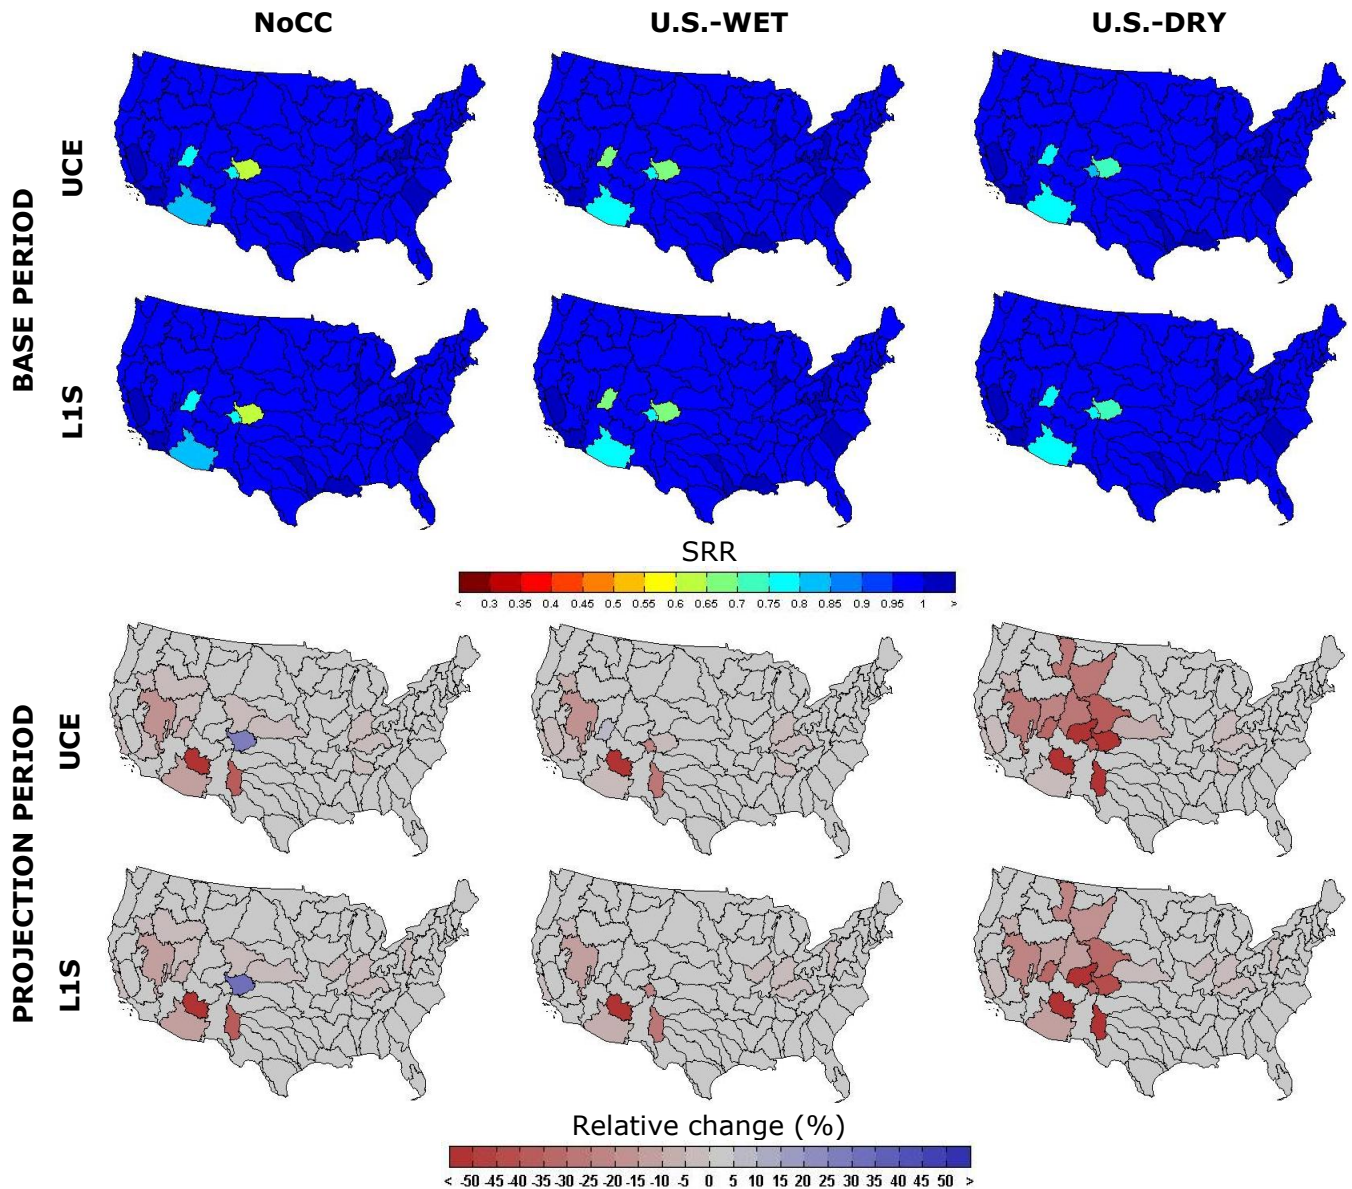 NoCC U.S.-WET U.S.-DRY
BASE PERIOD
UCE
L1S
SRR
< 0.3 0.35 0.4 0.45 0.5 0.55 0.6 0.65 0.7 0.75 0.8 0.85 0.9 0.95 1 >
PROJECTION PERIOD
UCE
L1S
Relative change (%)
< -50 -45 -40 -35 -30 -25 -20 -15 -10 -5 0 5 10 15 20 25 30 35 40 45 50 >